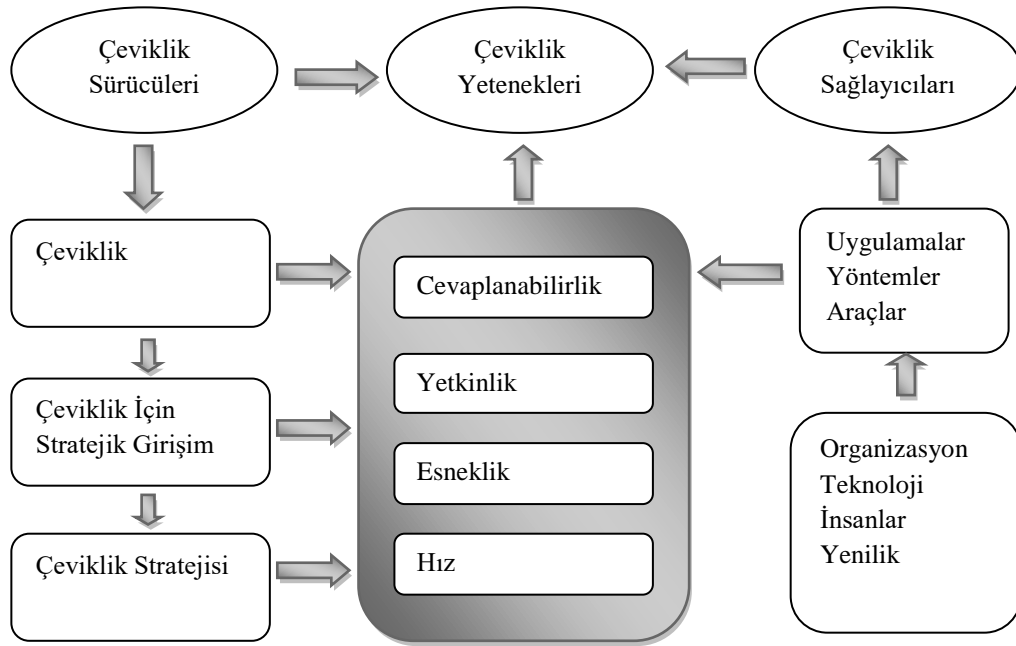 Çeviklik
Sürücüleri
Çeviklik
Yetenekleri
Çeviklik
Sağlayıcıları
Çeviklik
Çeviklik İçin
Stratejik Girişim
Çeviklik Stratejisi
Cevaplanabilirlik
Yetkinlik
Esneklik
Hız
Uygulamalar
Yöntemler
Araçlar
Organizasyon
Teknoloji
İnsanlar
Yenilik